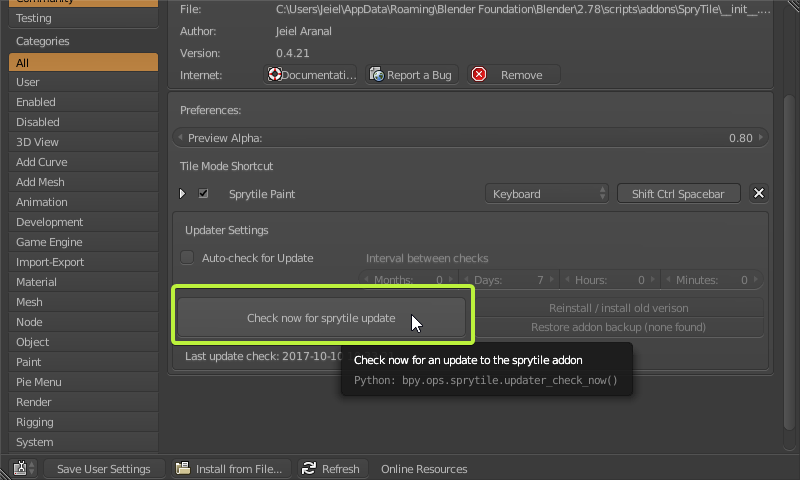 Community
Testing
Categories
All
User
Enabled
Disabled
3D View
Add Curve
Add Mesh
Animation
Development
Game Engine
Import-Export
Material
Mesh
Node
Object
Paint
Pie Menu
Render
Rigging
System
File: C:\Users\Jeiel\AppData\Roaming\Blender Foundation\Blender\2.78\scripts\addons\SpryTile\__init__....
Author: Jeiel Aranal
Version: 0.4.21
Internet: Documentati... Report a Bug Remove
Preferences:
Preview Alpha: 0.80
Tile Mode Shortcut
Sprytile Paint Keyboard Shift Ctrl Spacebar
Updater Settings
Auto-check for Update Interval between checks
Months: 0 Days: 7 Hours: 0 Minutes: 0
Check now for sprytile update
Reinstall / install old verison
Restore addon backup (none found)
Last update check: 2017-10-10
Check now for an update to the sprytile addon
Python: bpy.ops.sprytile.updater_check_now()
Save User Settings Install from File... Refresh Online Resources